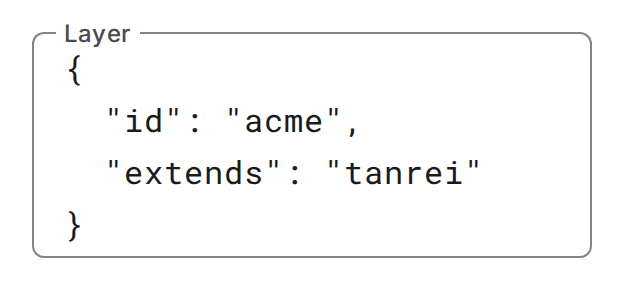 Layer
{
  "id": "acme",
  "extends": "tanrei"
}